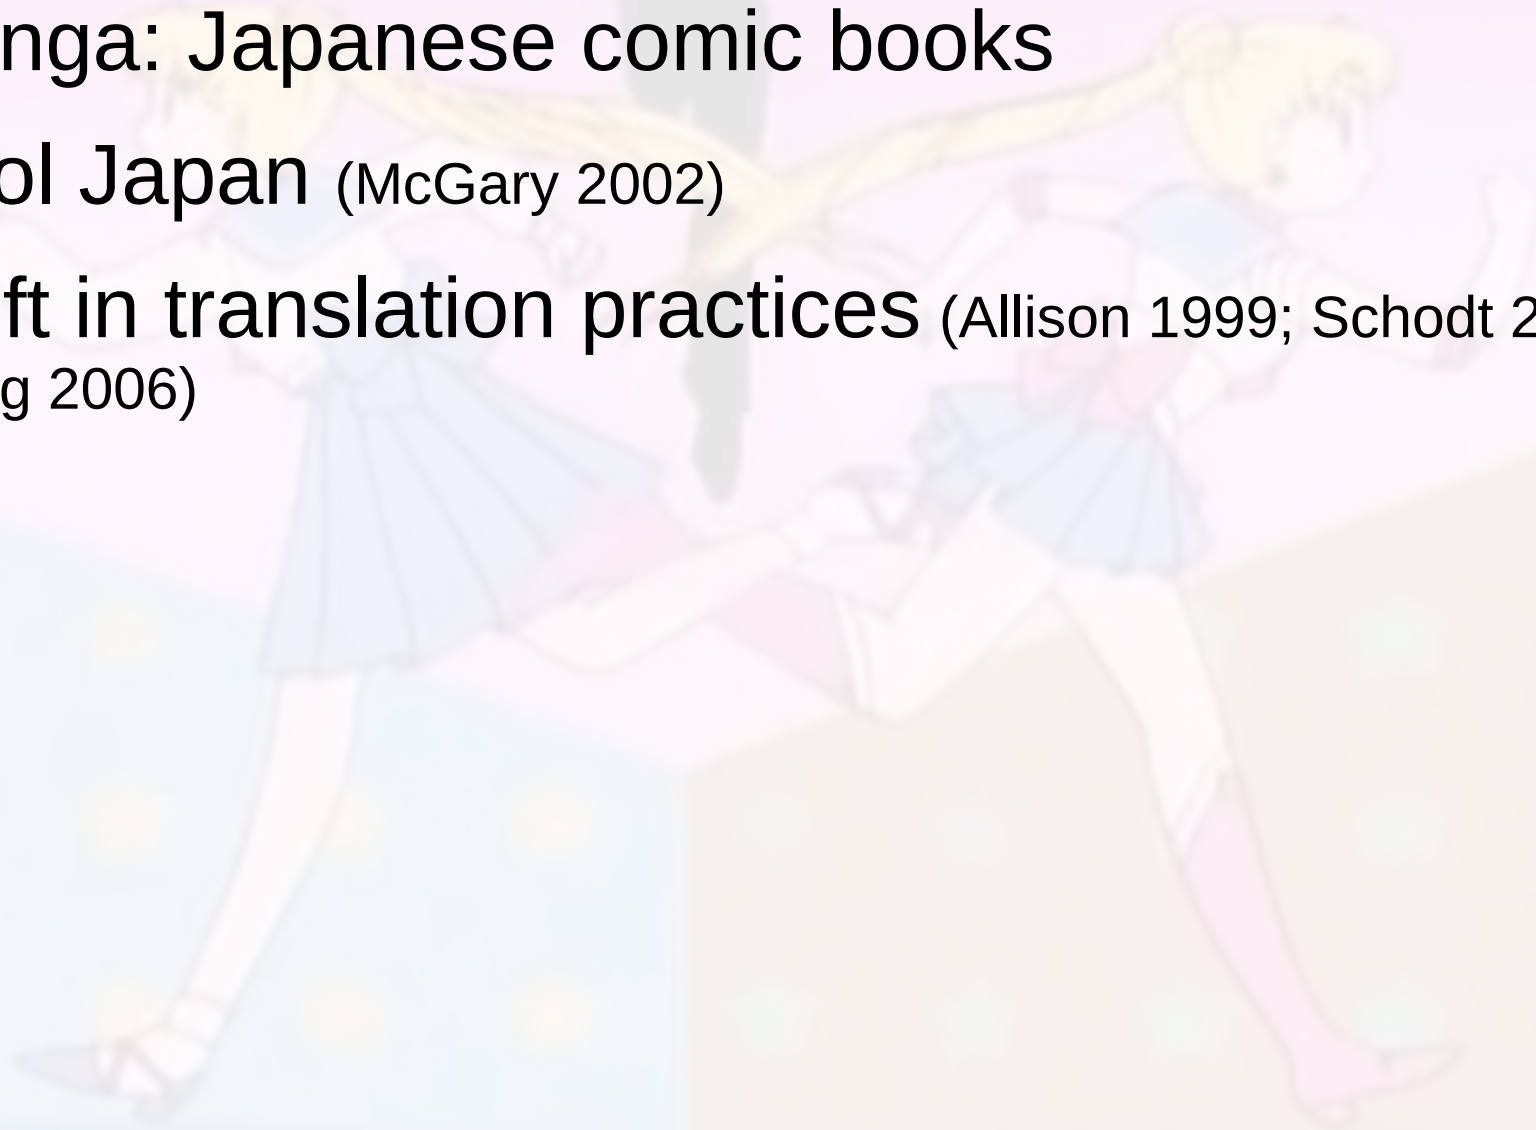 nga: Japanese comic books
ol Japan (McGary 2002)
ft in translation practices (Allison 1999; Schodt 2
g 2006)